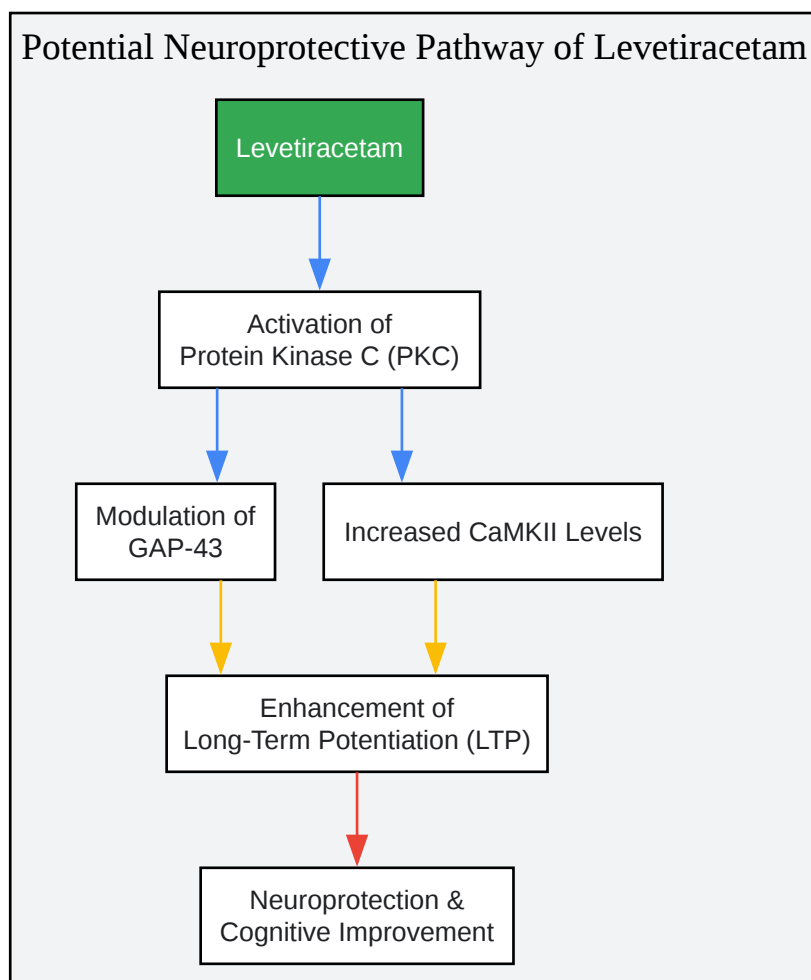 Potential Neuroprotective Pathway of Levetiracetam
Levetiracetam
Activation of
Protein Kinase C (PKC)
Modulation of
GAP-43
Increased CaMKII Levels
Enhancement of
Long-Term Potentiation (LTP)
Neuroprotection &
Cognitive Improvement